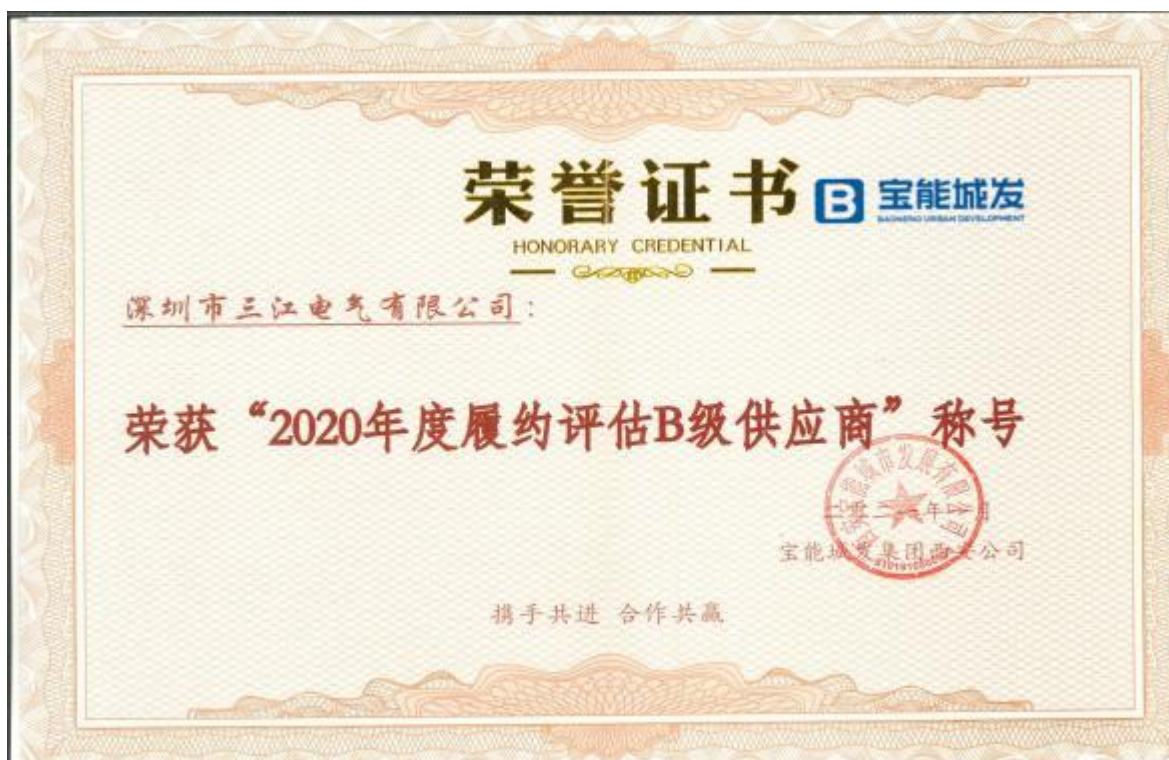 荣誉证书
宝能城发
BAONENG URBAN DEVELOPMENT
HONORARY CREDENTIAL
深圳市三江电气有限公司：
荣获“2020年度履约评估B级供应商”称号
宝能城发集团西安公司
携手共进 合作共赢